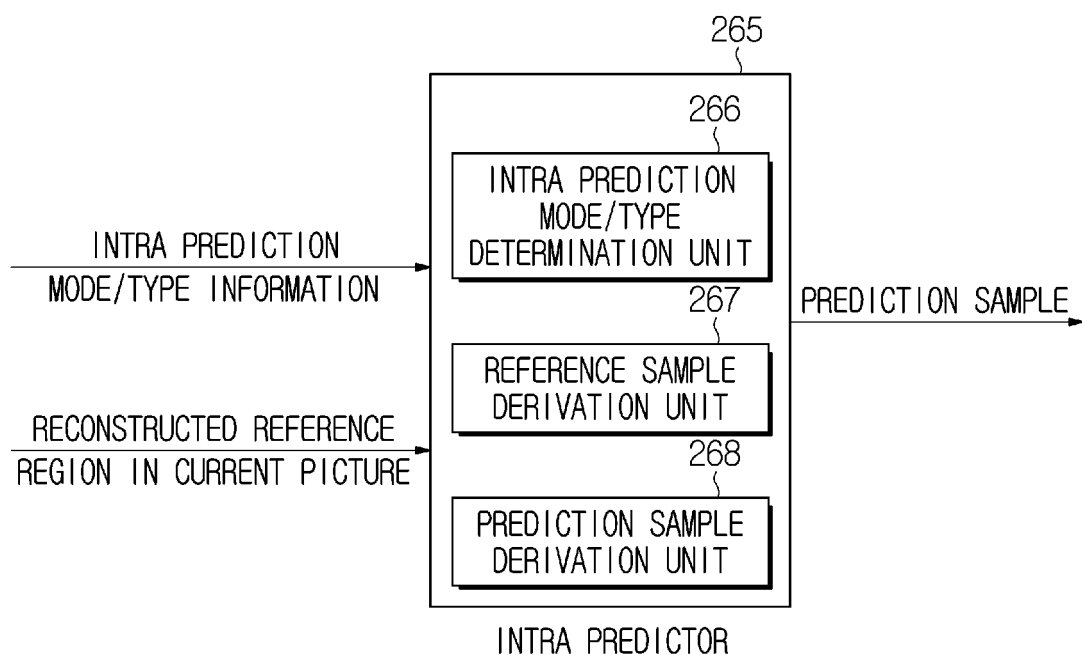 265
266
INTRA PREDICTION
MODE/TYPE
DETERMINATION UNIT
INTRA PREDICTION
MODE/TYPE INFORMATION
267
PREDICTION SAMPLE
REFERENCE SAMPLE
DERIVATION UNIT
RECONSTRUCTED REFERENCE
REGION IN CURRENT PICTURE
268
PREDICTION SAMPLE
DERIVATION UNIT
INTRA PREDICTOR